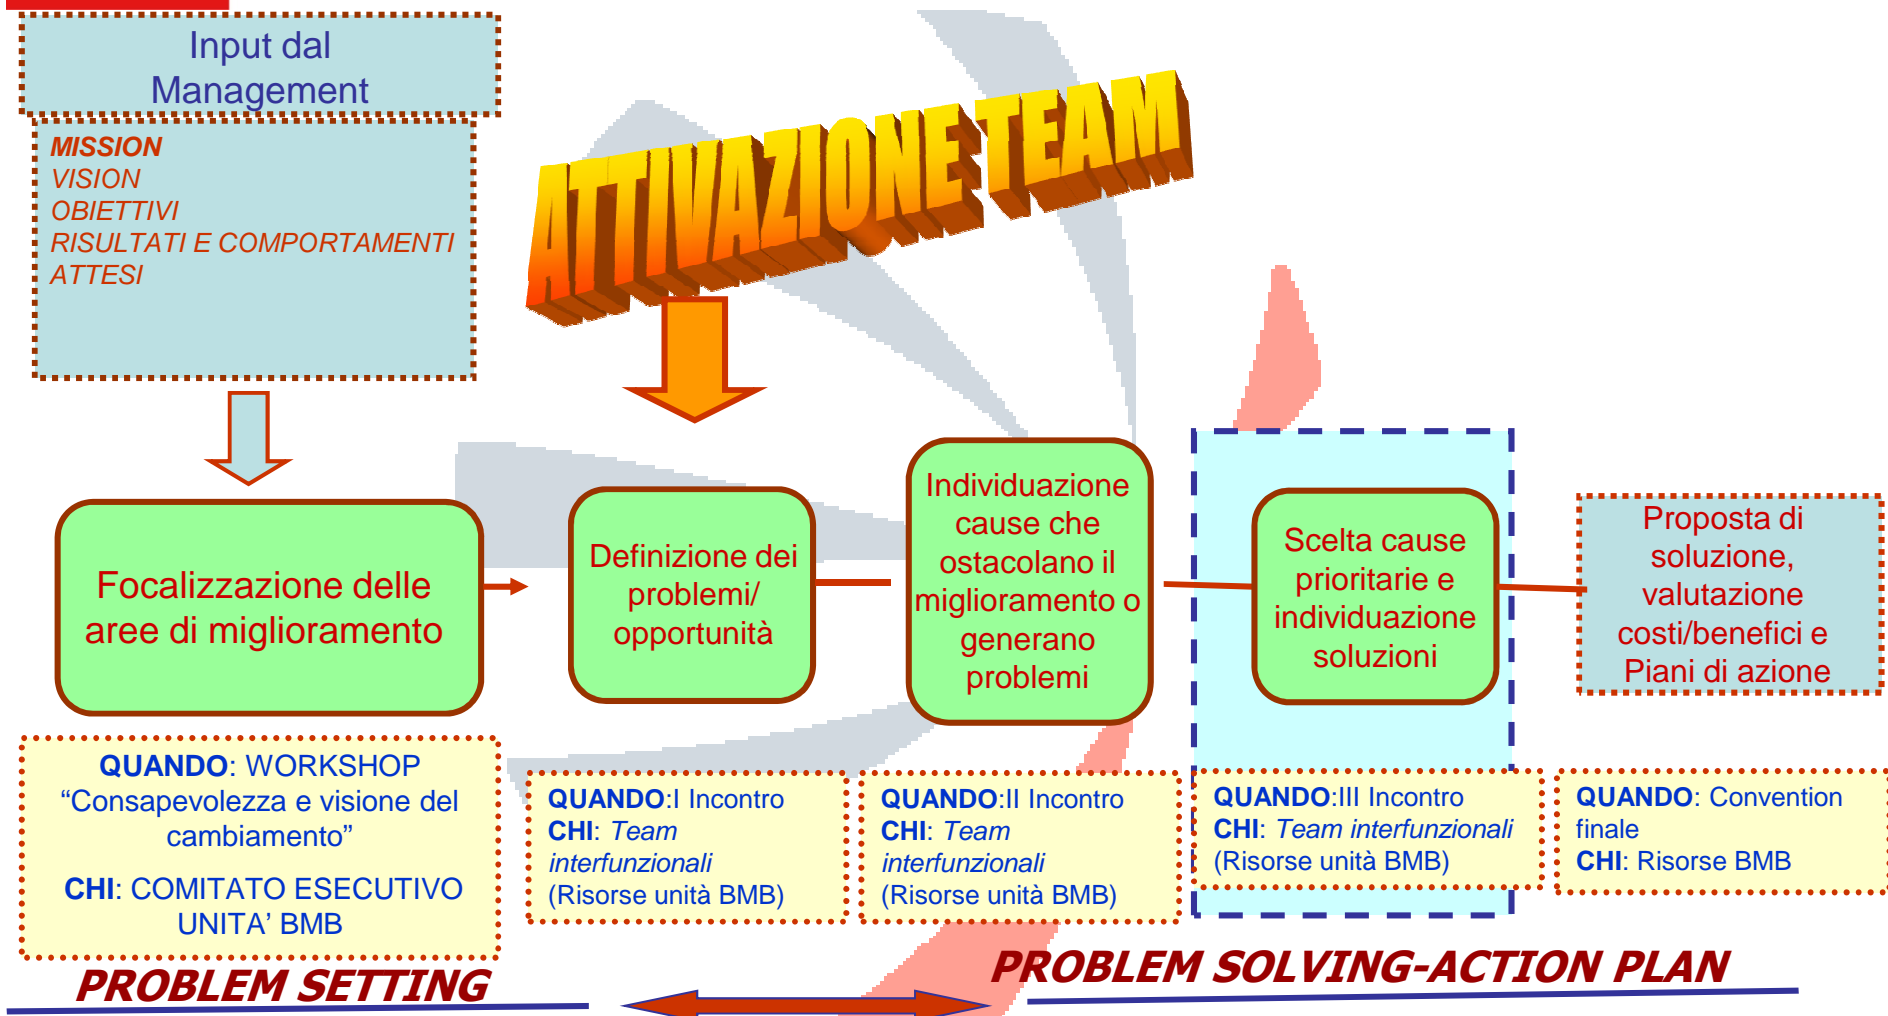 Input dal
Management
MISSION
VISION
OBIETTIVI
RISULTATI E COMPORTAMENTI
ATTESI
ATTIVAZIONE TEAM
Focalizzazione delle
aree di miglioramento
Definizione dei
problemi/
opportunità
Individuazione
cause che
ostacolano il
miglioramento o
generano
problemi
Scelta cause
prioritarie e
individuazione
soluzioni
Proposta di
soluzione,
valutazione
costi/benefici e
Piani di azione
QUANDO: WORKSHOP
“Consapevolezza e visione del
cambiamento”
CHI: COMITATO ESECUTIVO
UNITA’ BMB
QUANDO:I Incontro
CHI: Team
interfunzionali
(Risorse unità BMB)
QUANDO:II Incontro
CHI: Team
interfunzionali
(Risorse unità BMB)
QUANDO:III Incontro
CHI: Team interfunzionali
(Risorse unità BMB)
QUANDO: Convention
finale
CHI: Risorse BMB
PROBLEM SETTING
PROBLEM SOLVING-ACTION PLAN